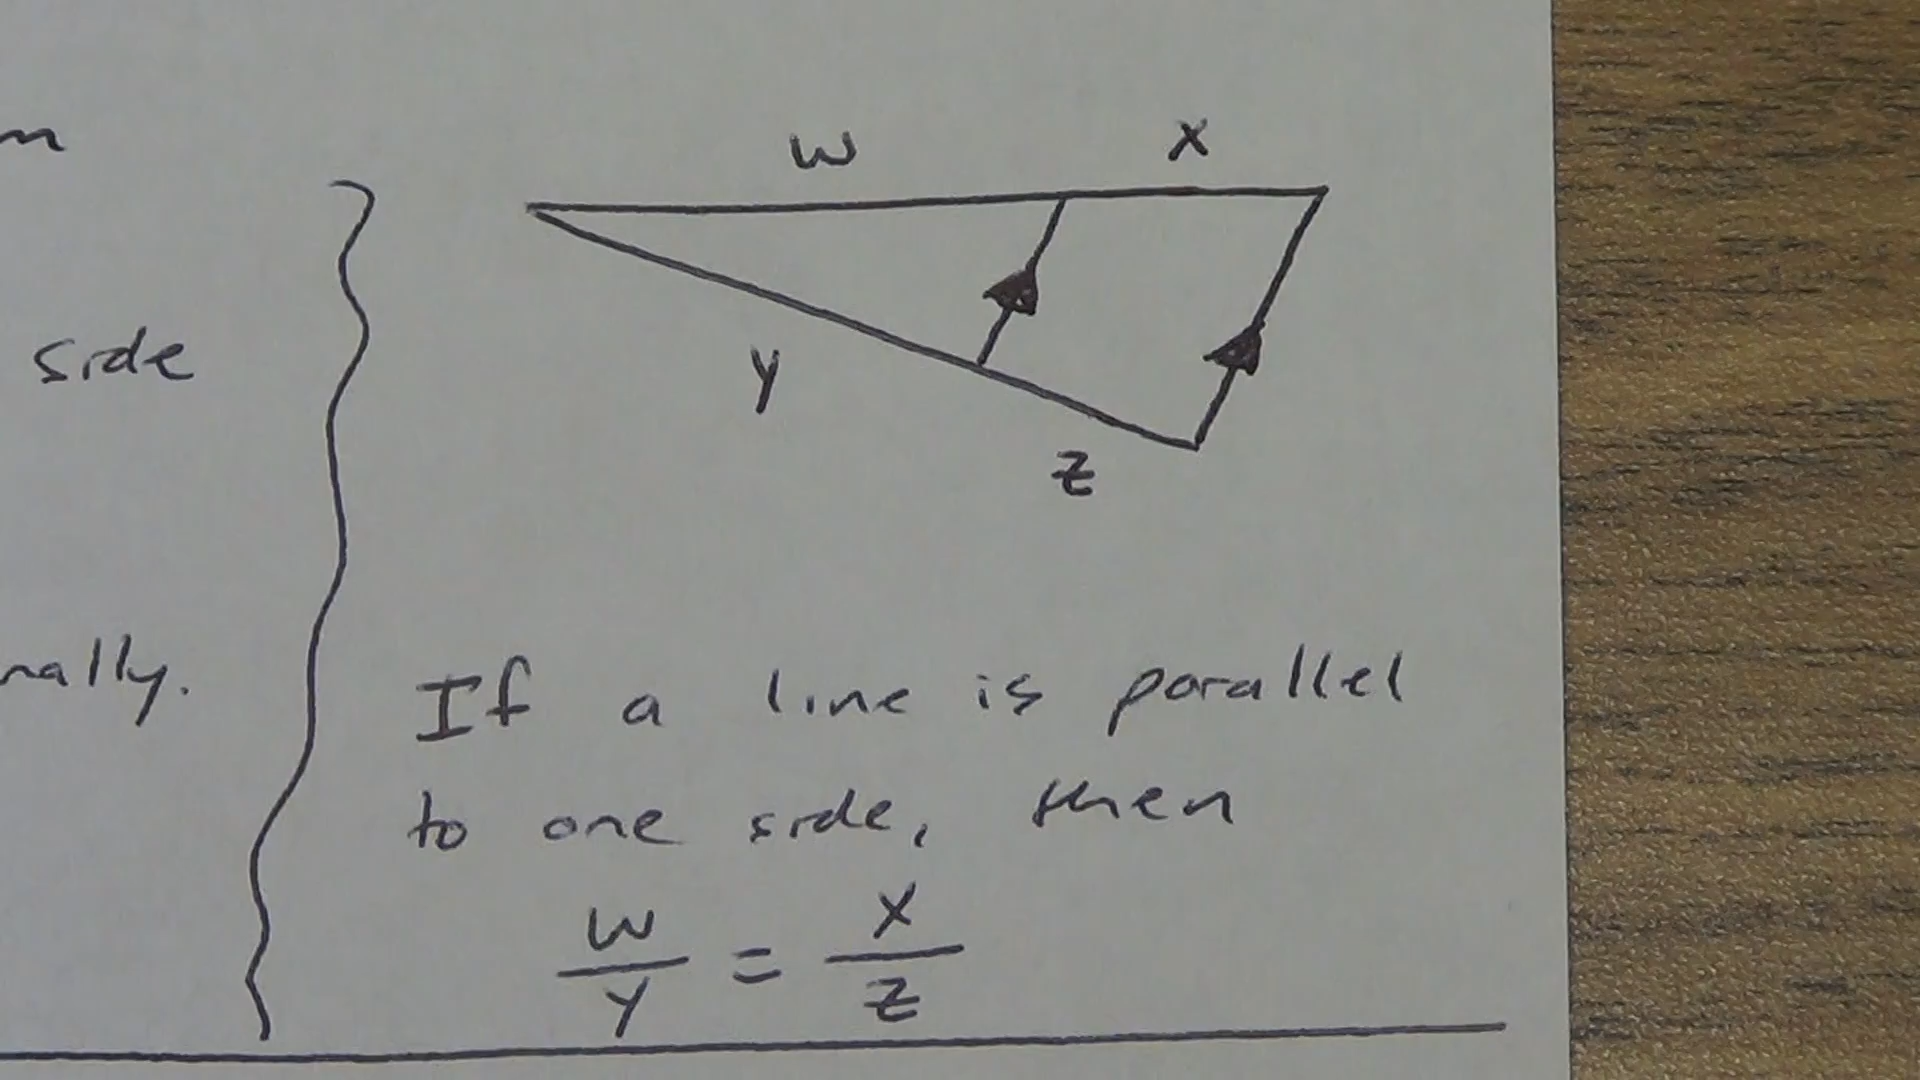 w x
side
y
z
nally.
If a line is parallel
to one side, then
w/y = x/z